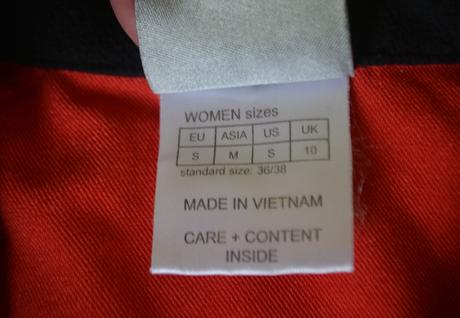 WOMEN sizes
EU ASIA US UK
S M S 10
standard size: 36/38
MADE IN VIETNAM
CARE + CONTENT
INSIDE